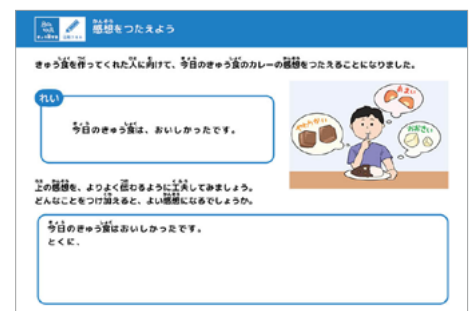 感想をつたえよう
きゅう食を作ってくれた人に向けて、今日のきゅう食のカレーの感想をつたえることになりました。
れい
今日のきゅう食は、おいしかったです。
あまい
やわらかい
おおきい
上の感想を、よりよく伝わるように工夫してみましょう。
どんなことをつけ加えると、よい感想になるでしょうか。
今日のきゅう食はおいしかったです。
とくに、